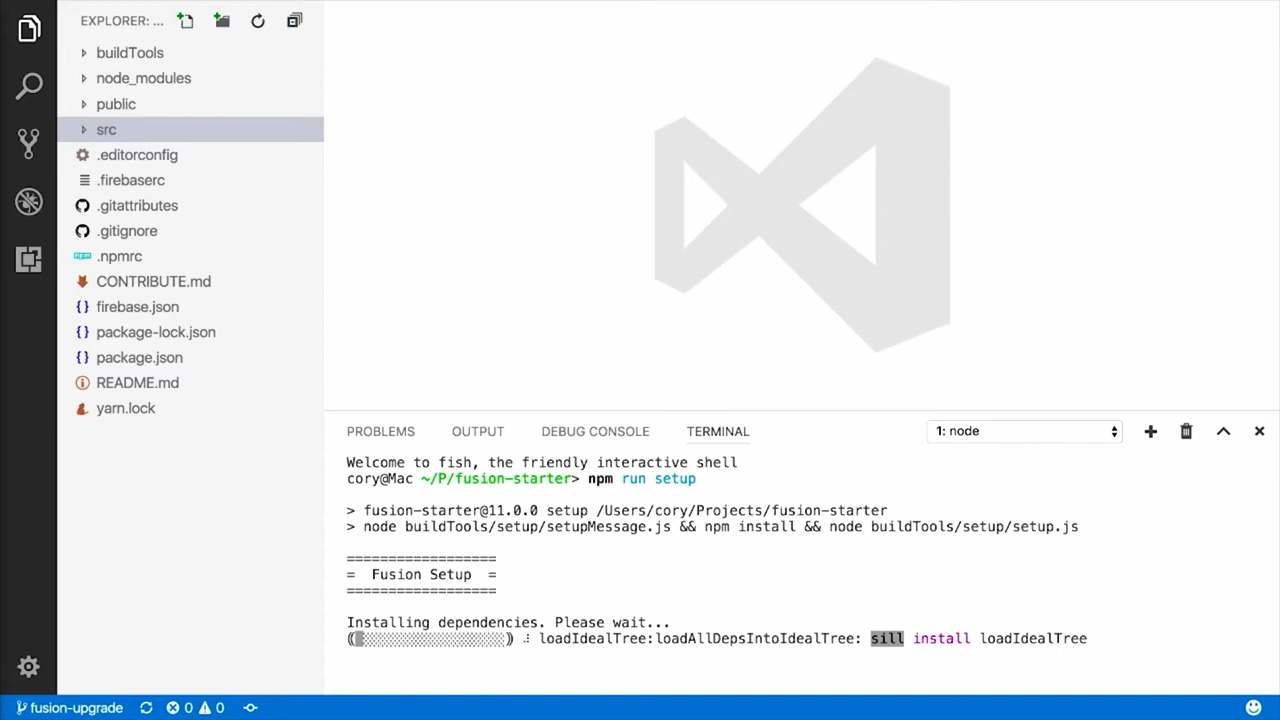 EXPLORER: ...
buildTools
node_modules
public
src
.editorconfig
.firebaserc
.gitattributes
.gitignore
.npmrc
CONTRIBUTE.md
firebase.json
package-lock.json
package.json
README.md
yarn.lock
PROBLEMS OUTPUT DEBUG CONSOLE TERMINAL 1: node
Welcome to fish, the friendly interactive shell
cory@Mac ~/P/fusion-starter> npm run setup
> fusion-starter@11.0.0 setup /Users/cory/Projects/fusion-starter
> node buildTools/setup/setupMessage.js && npm install && node buildTools/setup/setup.js
==================
= Fusion Setup =
==================
Installing dependencies. Please wait...
loadIdealTree:loadAllDepsIntoIdealTree: sill install loadIdealTree
fusion-upgrade 0 0